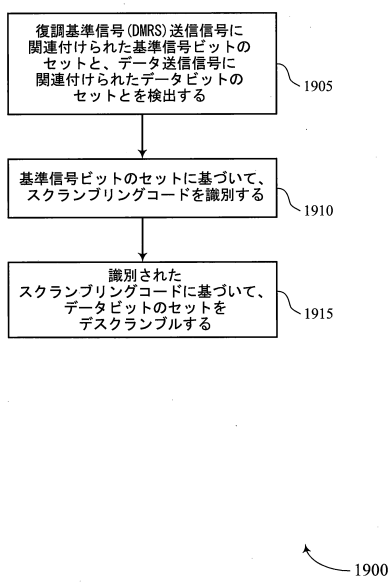 復調基準信号(DMRS)送信信号に
関連付けられた基準信号ビットの
セットと、データ送信信号に
関連付けられたデータビットの
セットとを検出する
1905
基準信号ビットのセットに基づいて、
スクランブリングコードを識別する
1910
識別された
スクランブリングコードに基づいて、
データビットのセットを
デスクランブルする
1915
1900